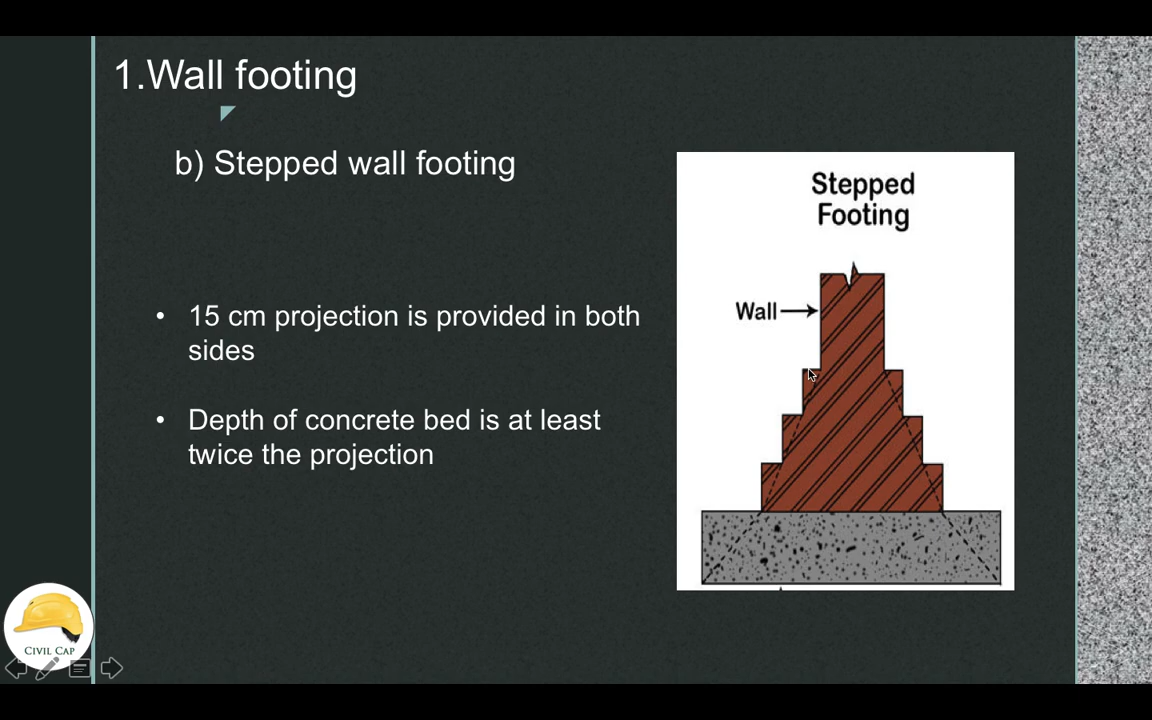 1.Wall footing
b) Stepped wall footing
• 15 cm projection is provided in both
sides
• Depth of concrete bed is at least
twice the projection
Stepped
Footing
Wall
CIVIL CAP